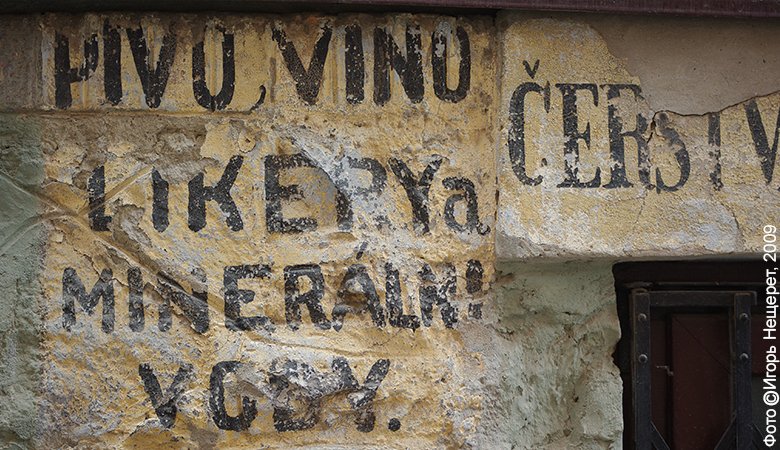 PIVO, VINO
LIKERY a
MINERÁLNÍ
VODY.
ČERSTV
Фото ©Игорь Нещерет, 2009